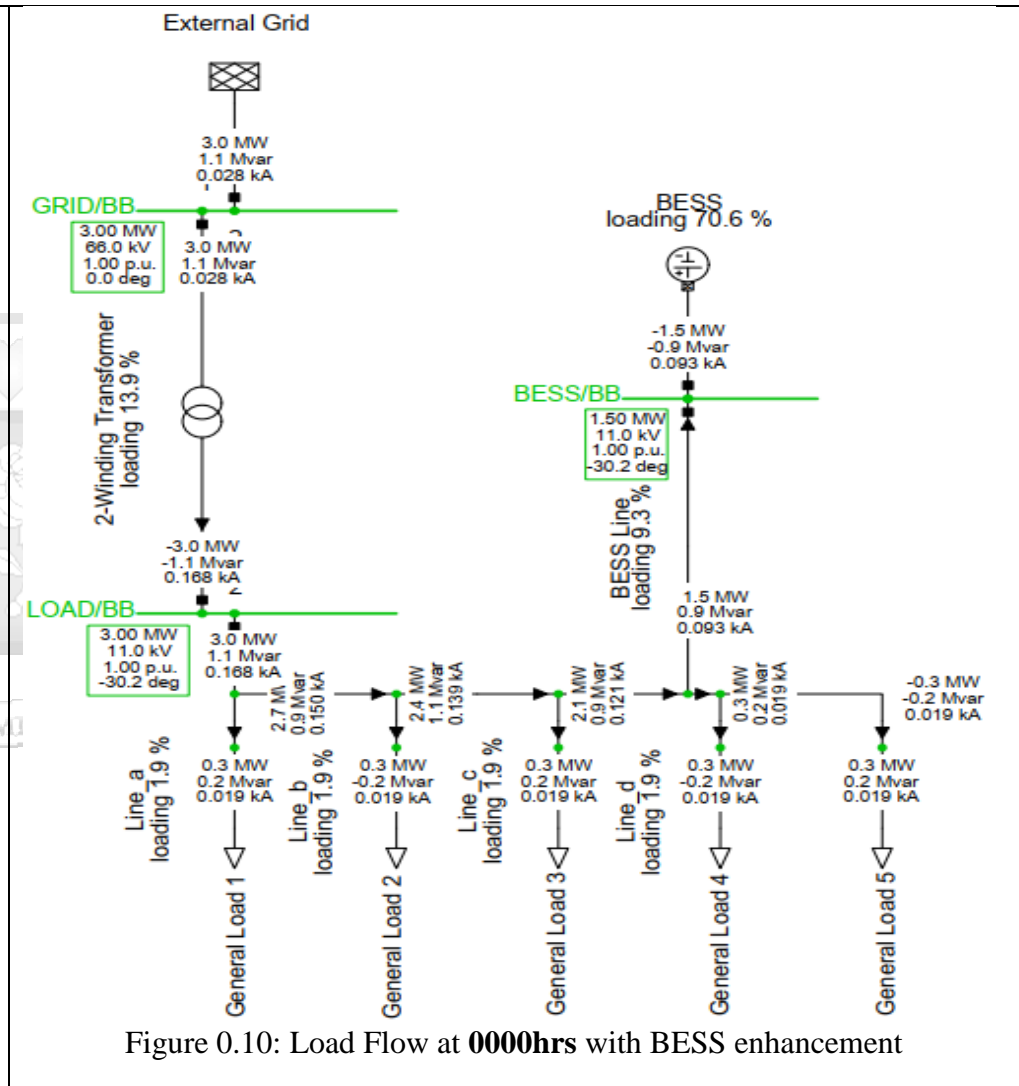 External Grid
3.0 MW
1.1 Mvar
0.028 kA
GRID/BB
3.00 MW
66.0 kV
1.00 p.u.
0.0 deg
3.0 MW
1.1 Mvar
0.028 kA
2-Winding Transformer
loading 13.9 %
-3.0 MW
-1.1 Mvar
0.168 kA
LOAD/BB
3.00 MW
11.0 kV
1.00 p.u.
-30.2 deg
3.0 MW
1.1 Mvar
0.168 kA
BESS
loading 70.6 %
-1.5 MW
-0.9 Mvar
0.093 kA
BESS/BB
1.50 MW
11.0 kV
1.00 p.u.
-30.2 deg
BESS Line
loading 9.3 %
1.5 MW
0.9 Mvar
0.093 kA
2.7
0.9 Mvar
0.150 kA
2.4 MW
1.1 Mvar
0.139 kA
2.1 MW
0.9 Mvar
0.121 kA
0.3 MW
0.2 Mvar
0.019 kA
-0.3 MW
-0.2 Mvar
0.019 kA
Line_a
loading 1.9 %
0.3 MW
0.2 Mvar
0.019 kA
Line_b
loading 1.9 %
0.3 MW
-0.2 Mvar
0.019 kA
Line_c
loading 1.9 %
0.3 MW
0.2 Mvar
0.019 kA
Line_d
loading 1.9 %
0.3 MW
-0.2 Mvar
0.019 kA
0.3 MW
0.2 Mvar
0.019 kA
General Load 1
General Load 2
General Load 3
General Load 4
General Load 5
Figure 0.10: Load Flow at 0000hrs with BESS enhancement